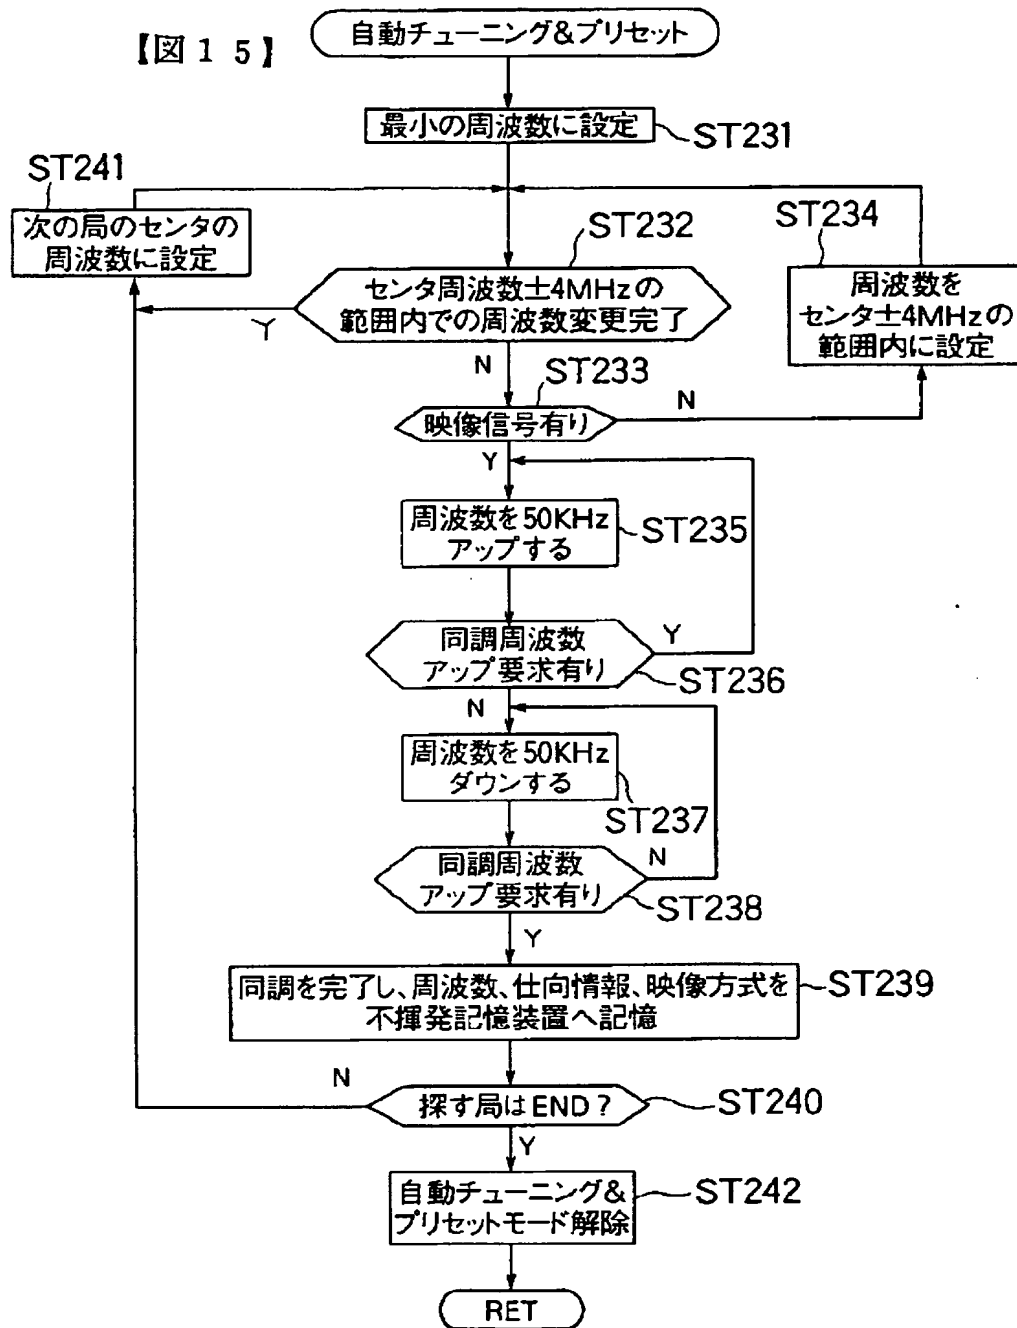 【図15】
自動チューニング&プリセット
最小の周波数に設定
ST231
ST241
次の局のセンタの
周波数に設定
ST232
センタ周波数±4MHzの
範囲内での周波数変更完了
Y
N
ST234
周波数を
センタ±4MHzの
範囲内に設定
ST233
映像信号有り
N
Y
周波数を50KHz
アップする
ST235
同調周波数
アップ要求有り
Y
ST236
N
周波数を50KHz
ダウンする
ST237
同調周波数
アップ要求有り
N
ST238
Y
同調を完了し、周波数、仕向情報、映像方式を
不揮発記憶装置へ記憶
ST239
N
探す局はEND?
ST240
Y
自動チューニング&
プリセットモード解除
ST242
RET